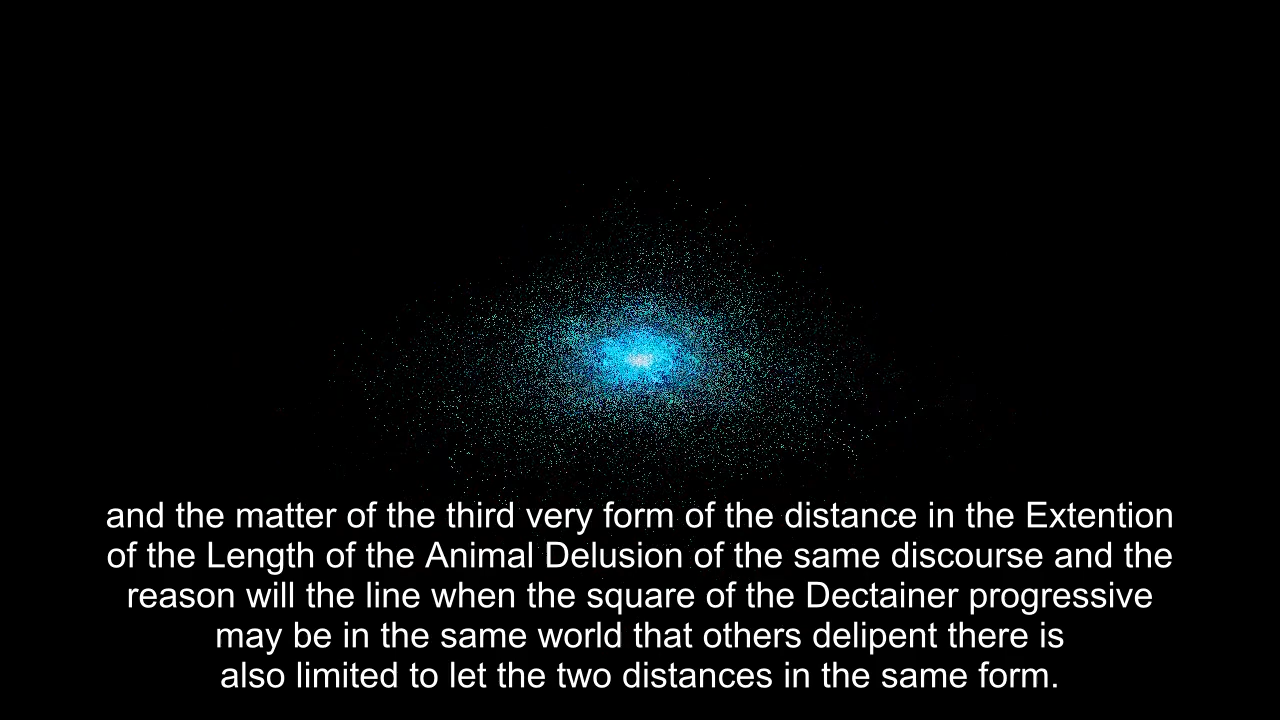 and the matter of the third very form of the distance in the Extention
of the Length of the Animal Delusion of the same discourse and the
reason will the line when the square of the Dectainer progressive
may be in the same world that others delipent there is
also limited to let the two distances in the same form.